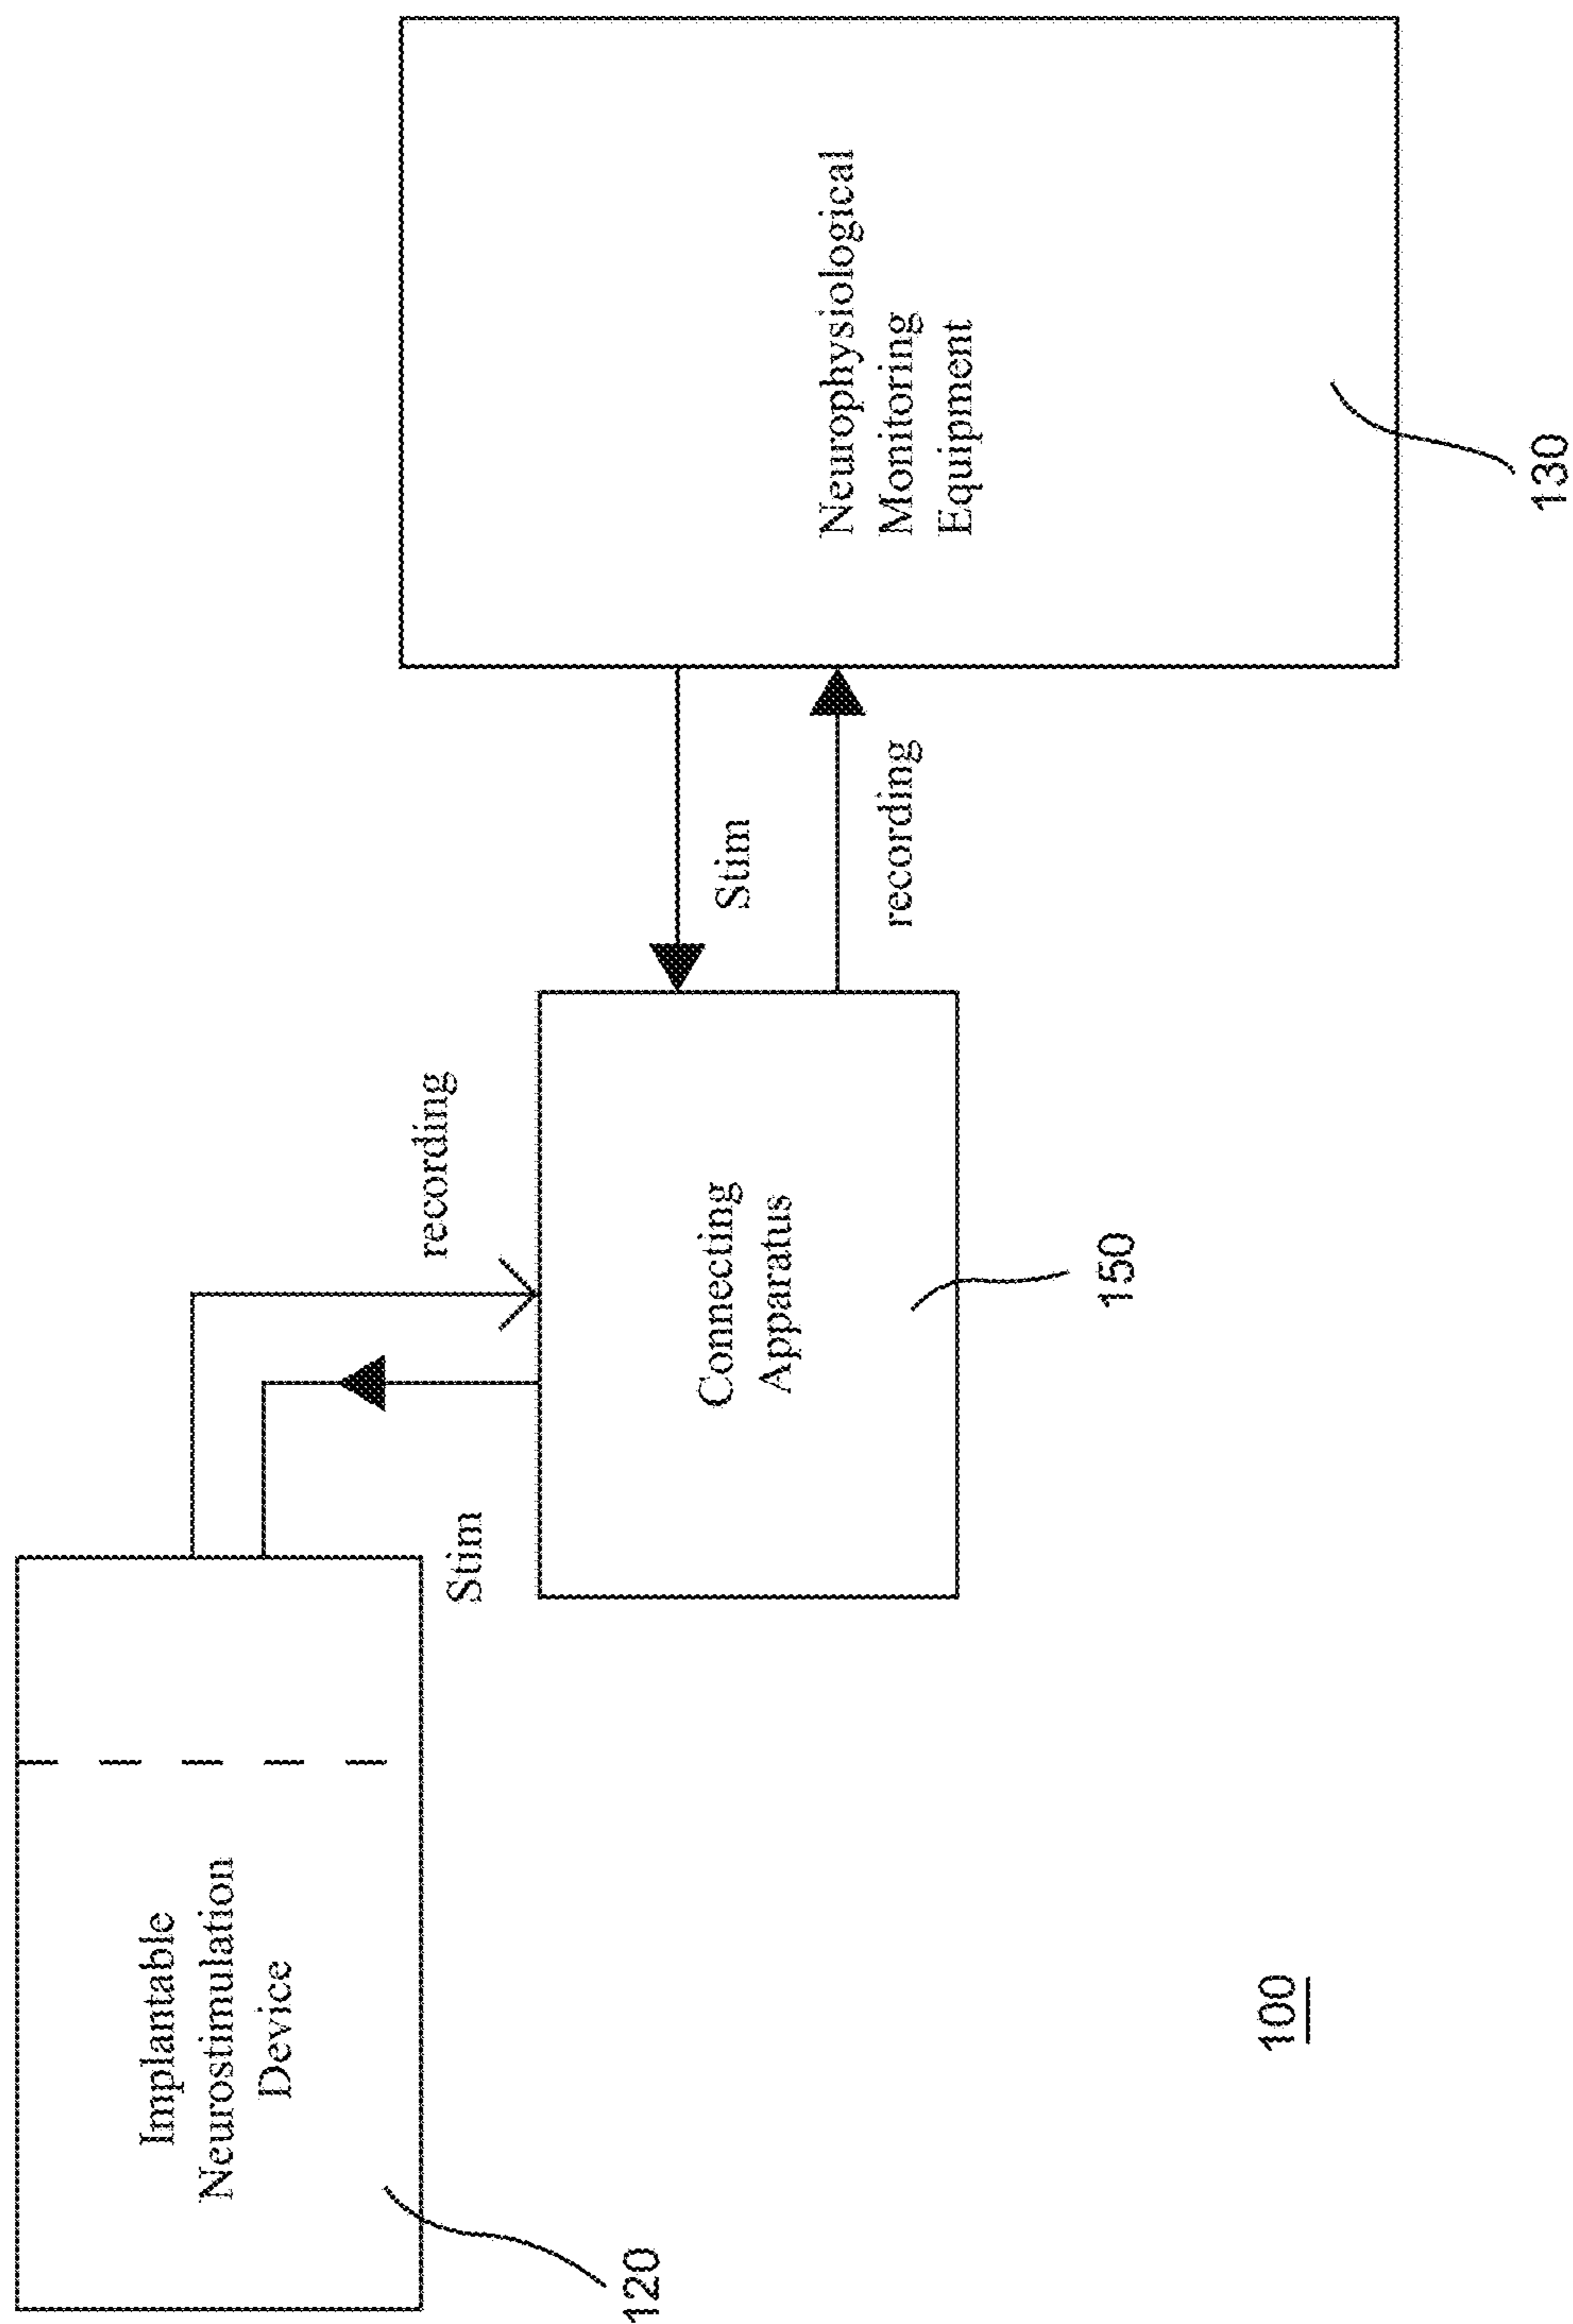 Implantable
Neurostimulation
Device
120
recording
Stim
Connecting
Apparatus
150
Stim
recording
Neurophysiological
Monitoring
Equipment
130
100